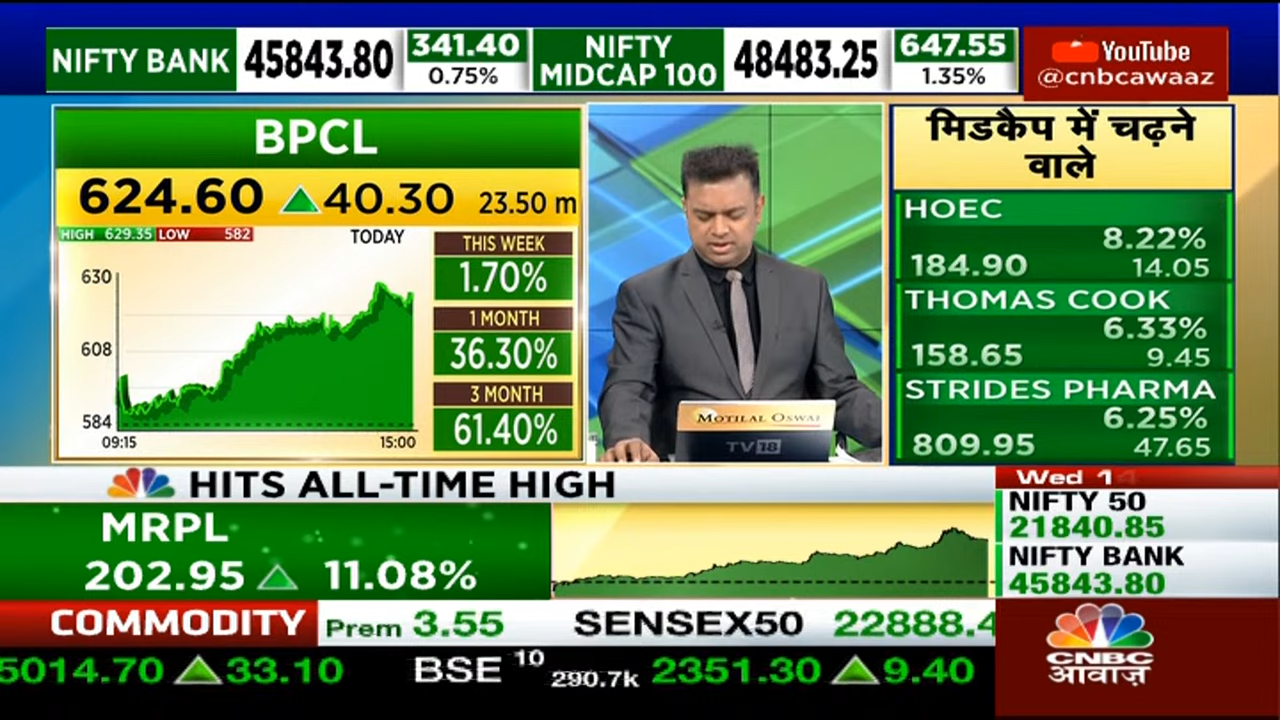 NIFTY BANK 45843.80 341.40 0.75%
NIFTY MIDCAP 100 48483.25 647.55 1.35%
YouTube
@cnbcawaaz
BPCL
624.60 40.30 23.50 m
HIGH 629.35 LOW 582 TODAY
630
608
584
09:15 15:00
THIS WEEK
1.70%
1 MONTH
36.30%
3 MONTH
61.40%
MOTILAL OSWAL
TV18
मिडकैप में चढ़ने
वाले
HOEC
8.22%
184.90 14.05
THOMAS COOK
6.33%
158.65 9.45
STRIDES PHARMA
6.25%
809.95 47.65
HITS ALL-TIME HIGH
MRPL
202.95 11.08%
Wed 14
NIFTY 50
21840.85
NIFTY BANK
45843.80
COMMODITY Prem 3.55 SENSEX50 22888.4
5014.70 33.10 BSE 10 290.7k 2351.30 9.40
CNBC
आवाज़